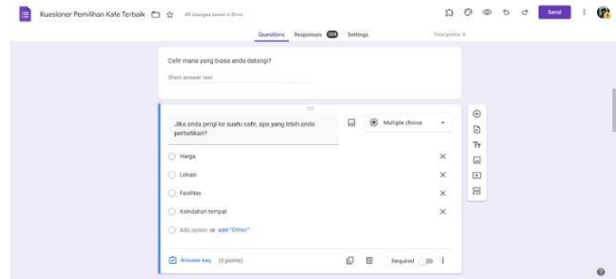 Kuesioner Pemilihan Kafe Terbaik
All changes saved in Drive
Send
Questions
Responses
Settings
Total points: 0
Cafe mana yang biasa anda datangi?
Short answer text
Jika anda pergi ke suatu cafe, apa yang lebih anda
perhatikan?
Multiple choice
Harga
Lokasi
Fasilitas
Keindahan tempat
Add option or add "Other"
Answer key (0 points)
Required